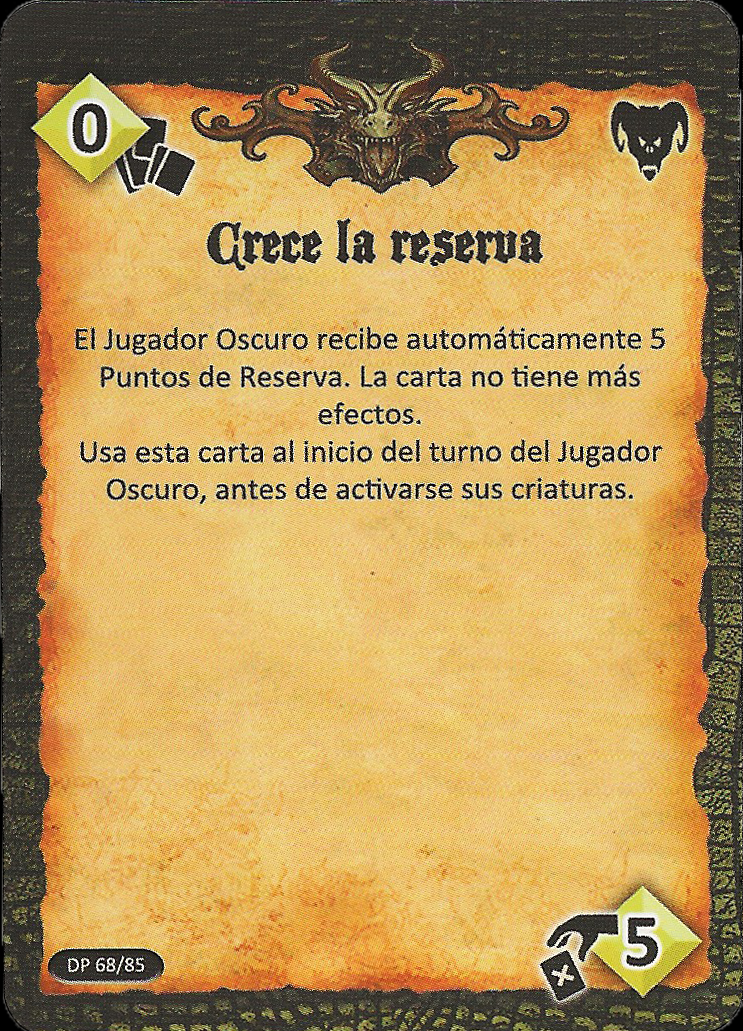 0
Crece la reserva
El Jugador Oscuro recibe automáticamente 5
Puntos de Reserva. La carta no tiene más
efectos.
Usa esta carta al inicio del turno del Jugador
Oscuro, antes de activarse sus criaturas.
5
DP 68/85